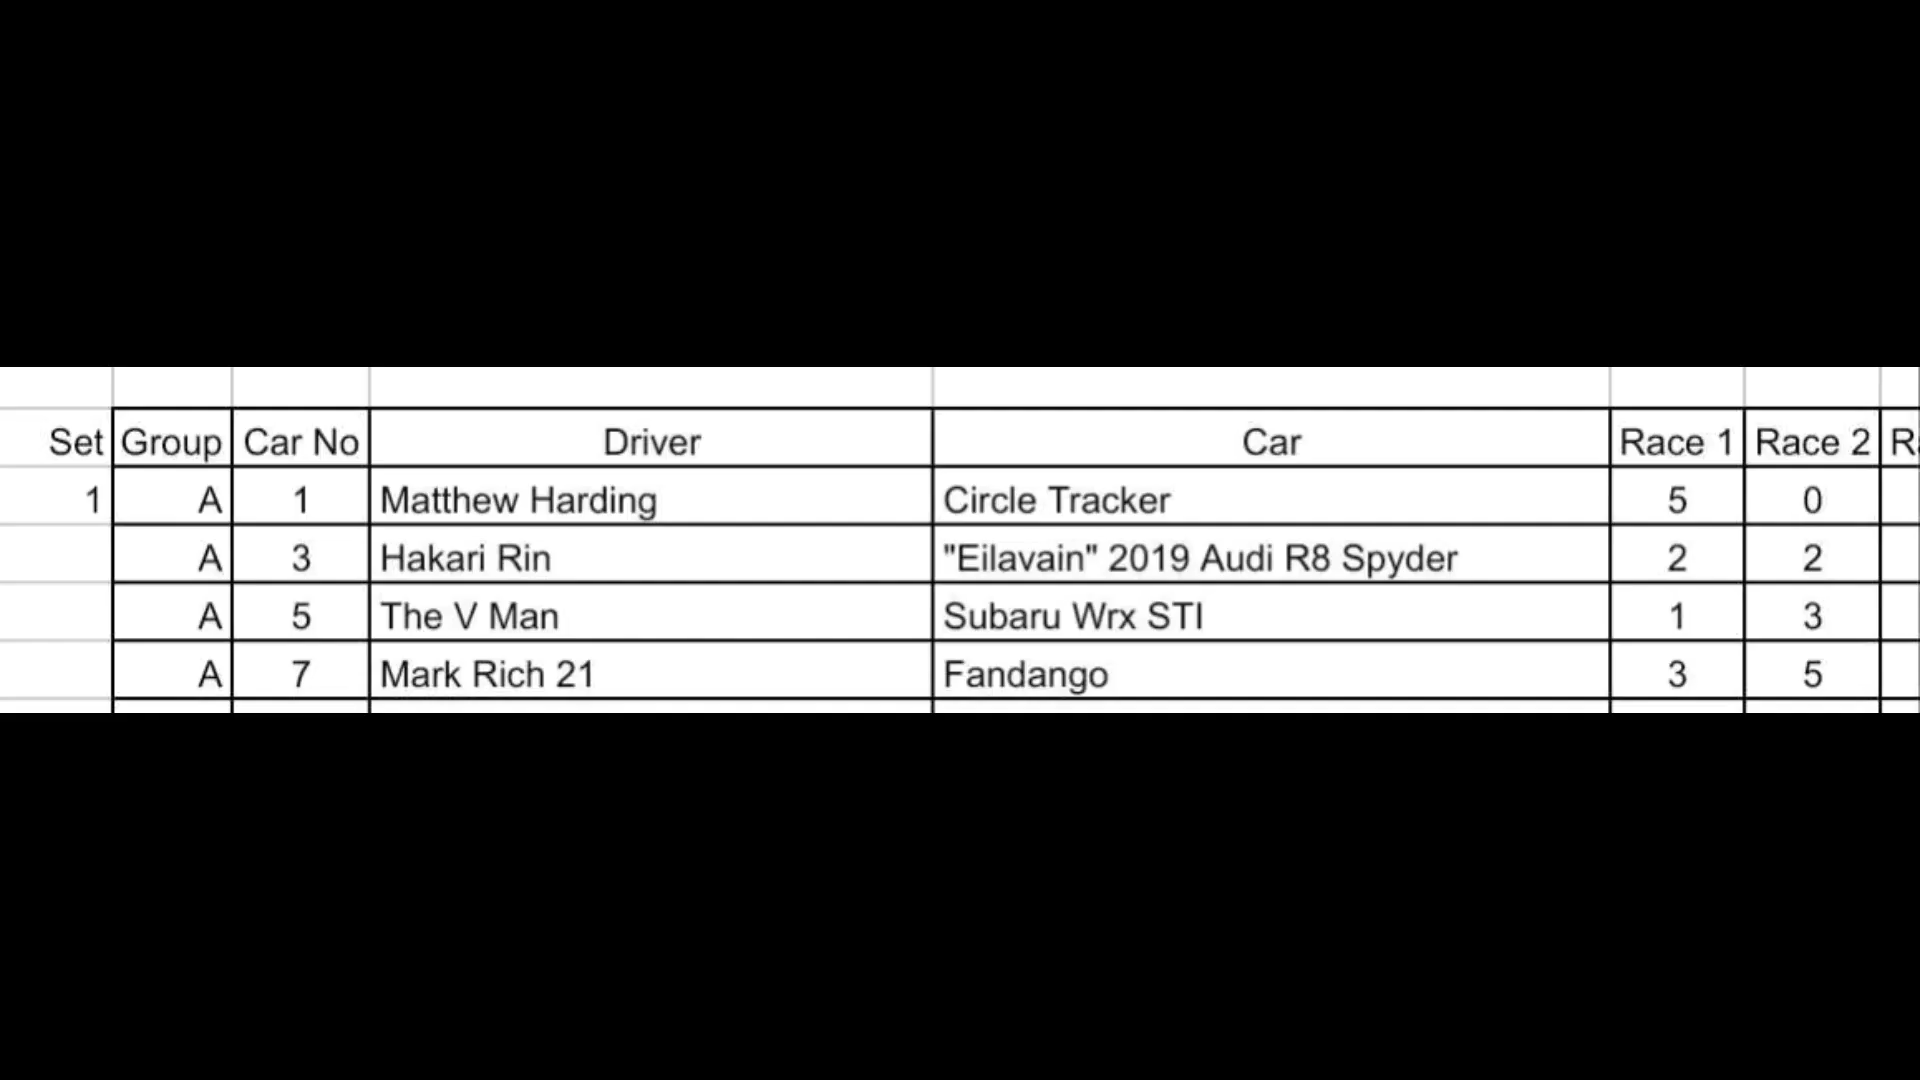 Set Group Car No Driver Car Race 1 Race 2
1 A 1 Matthew Harding Circle Tracker 5 0
A 3 Hakari Rin "Eilavain" 2019 Audi R8 Spyder 2 2
A 5 The V Man Subaru Wrx STI 1 3
A 7 Mark Rich 21 Fandango 3 5